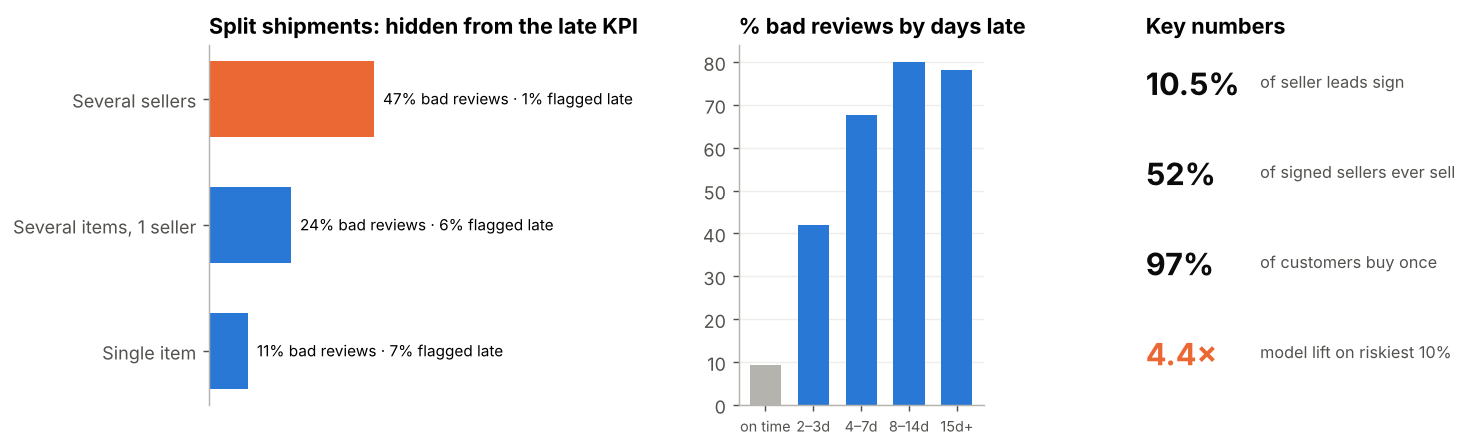 Split shipments: hidden from the late KPI
Several sellers
47% bad reviews · 1% flagged late
Several items, 1 seller
24% bad reviews · 6% flagged late
Single item
11% bad reviews · 7% flagged late
% bad reviews by days late
80
70
60
50
40
30
20
10
0
on time 2–3d 4–7d 8–14d 15d+
Key numbers
10.5% of seller leads sign
52% of signed sellers ever sell
97% of customers buy once
4.4× model lift on riskiest 10%